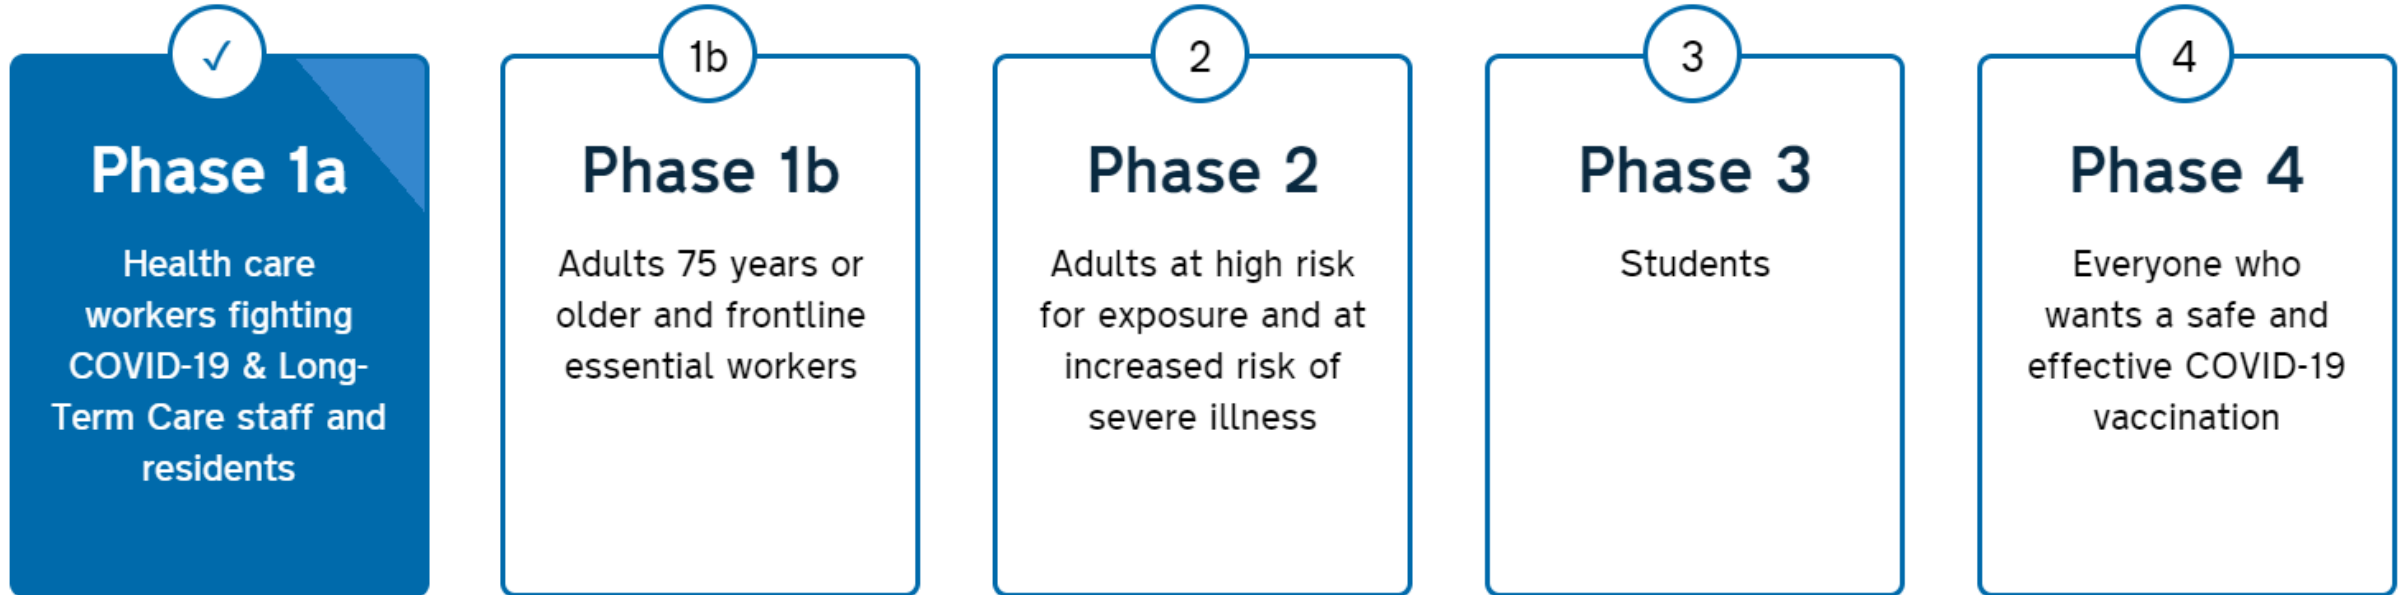 ✓
Phase 1a
Health care
workers fighting
COVID-19 & Long-
Term Care staff and
residents
1b
Phase 1b
Adults 75 years or
older and frontline
essential workers
2
Phase 2
Adults at high risk
for exposure and at
increased risk of
severe illness
3
Phase 3
Students
4
Phase 4
Everyone who
wants a safe and
effective COVID-19
vaccination